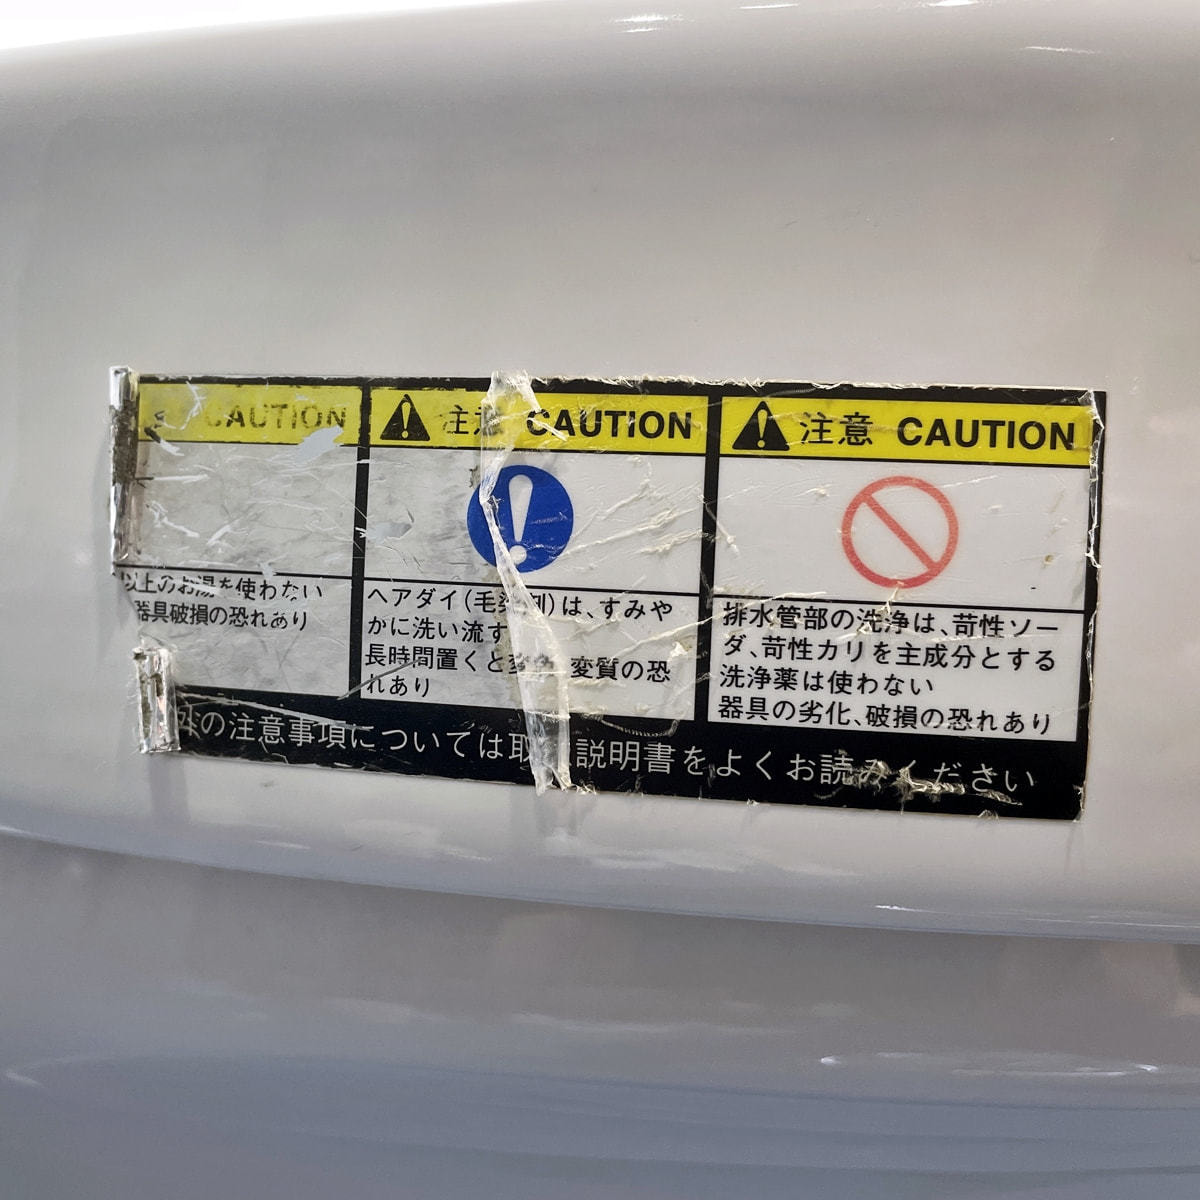 CAUTION
以上のお湯を使わない
器具破損の恐れあり
注意 CAUTION
ヘアダイ(毛染剤)は、すみや
かに洗い流す
長時間置くと変色、変質の恐
れあり
注意 CAUTION
排水管部の洗浄は、苛性ソー
ダ、苛性カリを主成分とする
洗浄薬は使わない
器具の劣化、破損の恐れあり
外の注意事項については取 説明書をよくお読みください